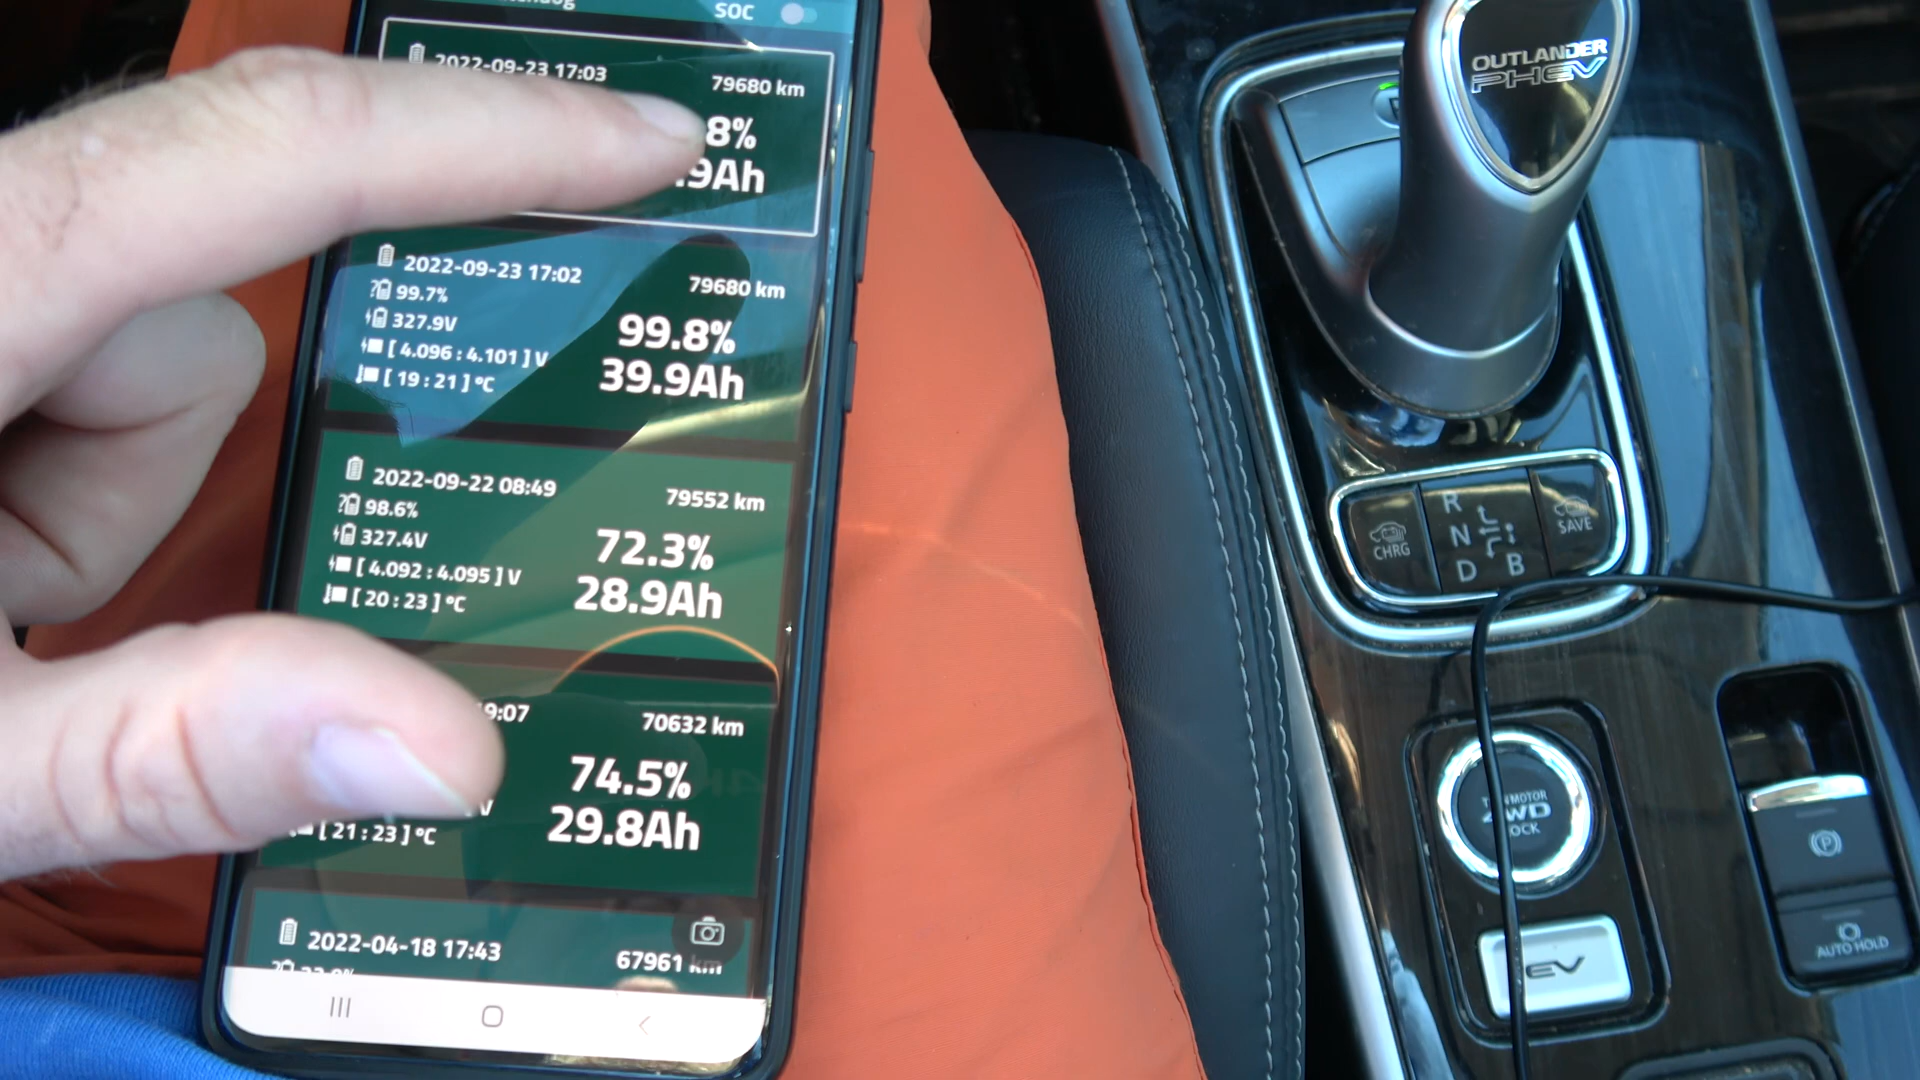 SOC
2022-09-23 17:03
79680 km
8%
.9Ah
2022-09-23 17:02
79680 km
99.7%
327.9V
[ 4.096 : 4.101 ] V
[ 19 : 21 ] °C
99.8%
39.9Ah
2022-09-22 08:49
79552 km
98.6%
327.4V
[ 4.092 : 4.095 ] V
[ 20 : 23 ] °C
72.3%
28.9Ah
9:07
70632 km
74.5%
29.8Ah
V
[ 21 : 23 ] °C
2022-04-18 17:43
67961 km
OUTLANDER
PHEV
CHRG
R
N
D
B
SAVE
MOTOR
EV
P
AUTO HOLD